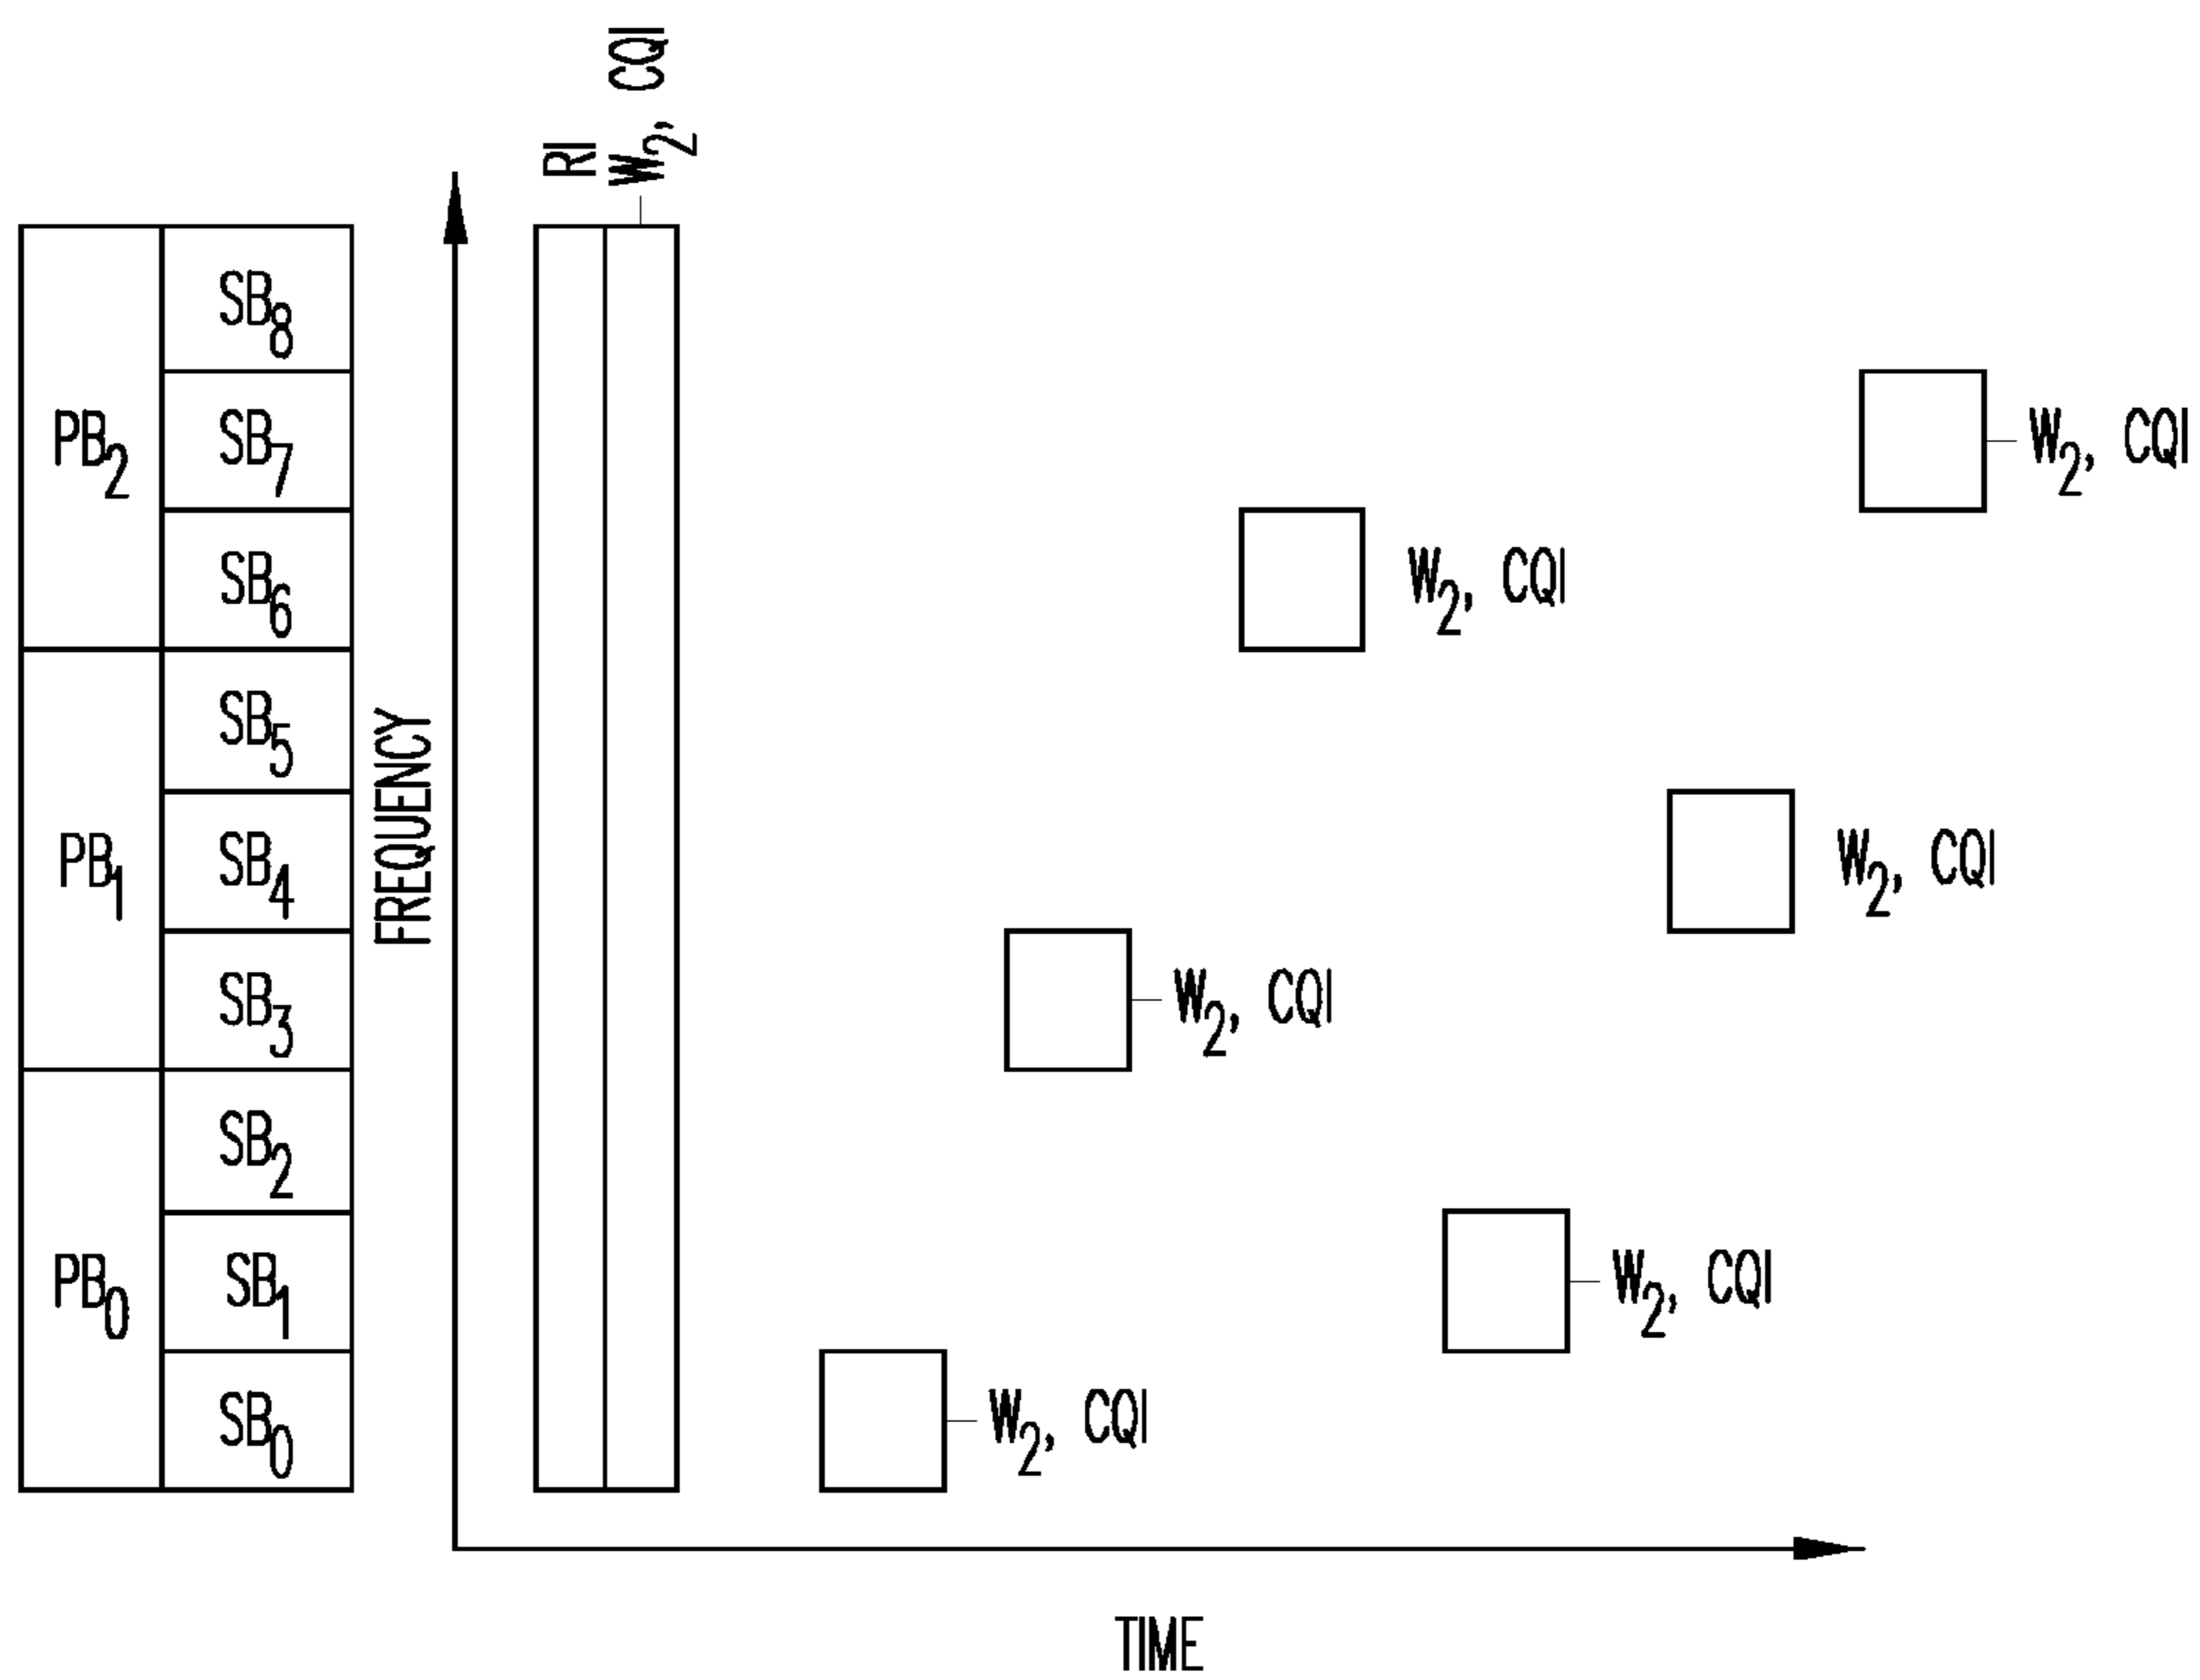 RI
W2, CQI
PB2
SB8
SB7
SB6
PB1
SB5
SB4
SB3
PB0
SB2
SB1
SB0
FREQUENCY
W2, CQI
W2, CQI
W2, CQI
W2, CQI
W2, CQI
W2, CQI
TIME